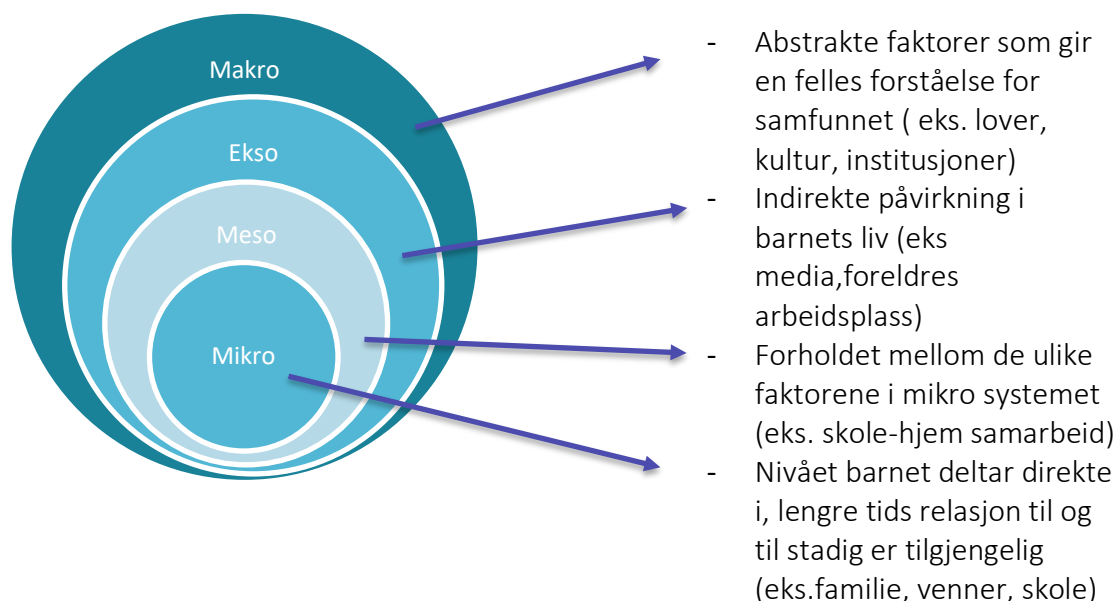 Makro
Ekso
Meso
Mikro
- Abstrakte faktorer som gir
en felles forståelse for
samfunnet ( eks. lover,
kultur, institusjoner)
- Indirekte påvirkning i
barnets liv (eks
media,foreldres
arbeidsplass)
- Forholdet mellom de ulike
faktorene i mikro systemet
(eks. skole-hjem samarbeid)
- Nivået barnet deltar direkte
i, lengre tids relasjon til og
til stadig er tilgjengelig
(eks.familie, venner, skole)